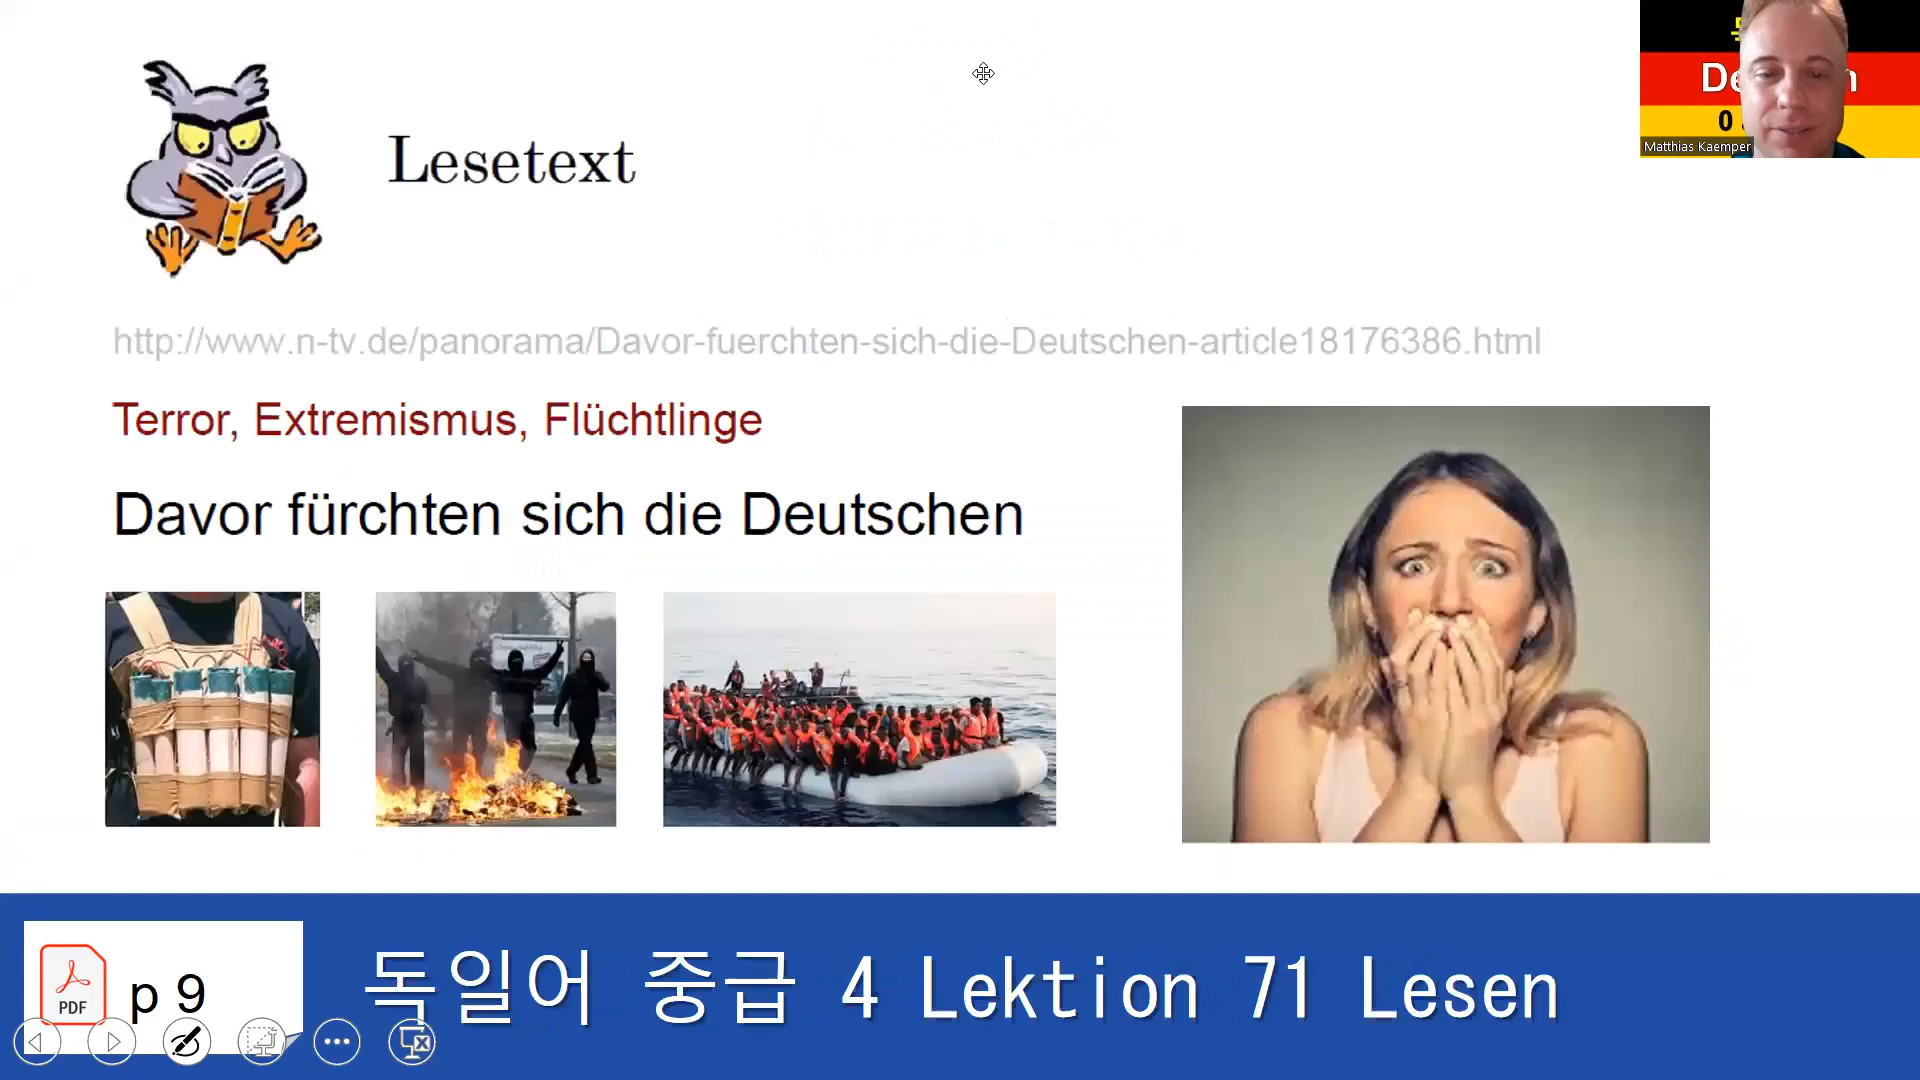 Lesetext
http://www.n-tv.de/panorama/Davor-fuerchten-sich-die-Deutschen-article18176386.html
Terror, Extremismus, Flüchtlinge
Davor fürchten sich die Deutschen
Matthias Kaemper
PDF
p 9
독일어 중급 4 Lektion 71 Lesen